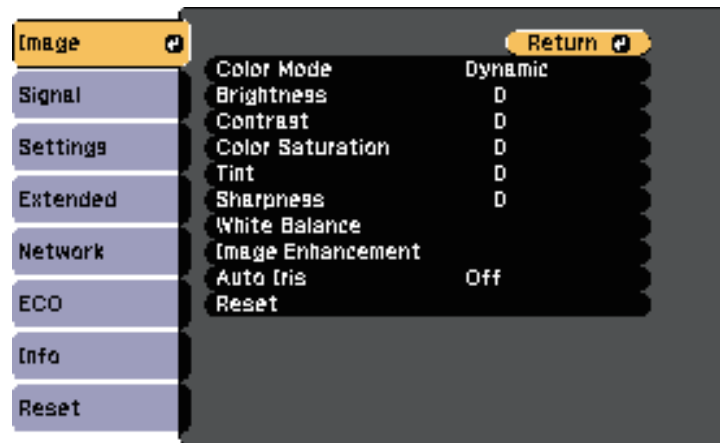 Image
Signal
Settings
Extended
Network
ECO
Info
Reset
Return
Color Mode Dynamic
Brightness 0
Contrast 0
Color Saturation 0
Tint 0
Sharpness 0
White Balance
Image Enhancement
Auto Iris Off
Reset